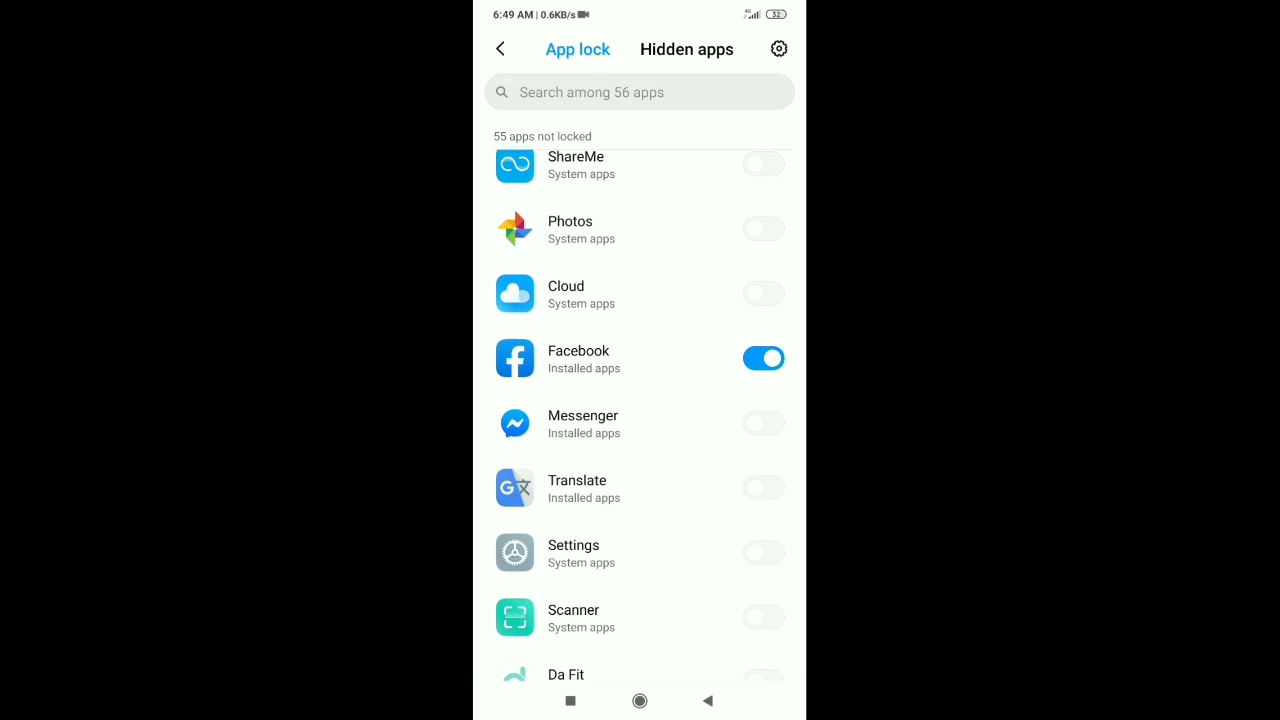 6:49 AM | 0.6KB/s 4G 32
App lock Hidden apps
Search among 56 apps
55 apps not locked
ShareMe
System apps
Photos
System apps
Cloud
System apps
Facebook
Installed apps
Messenger
Installed apps
Translate
Installed apps
Settings
System apps
Scanner
System apps
Da Fit